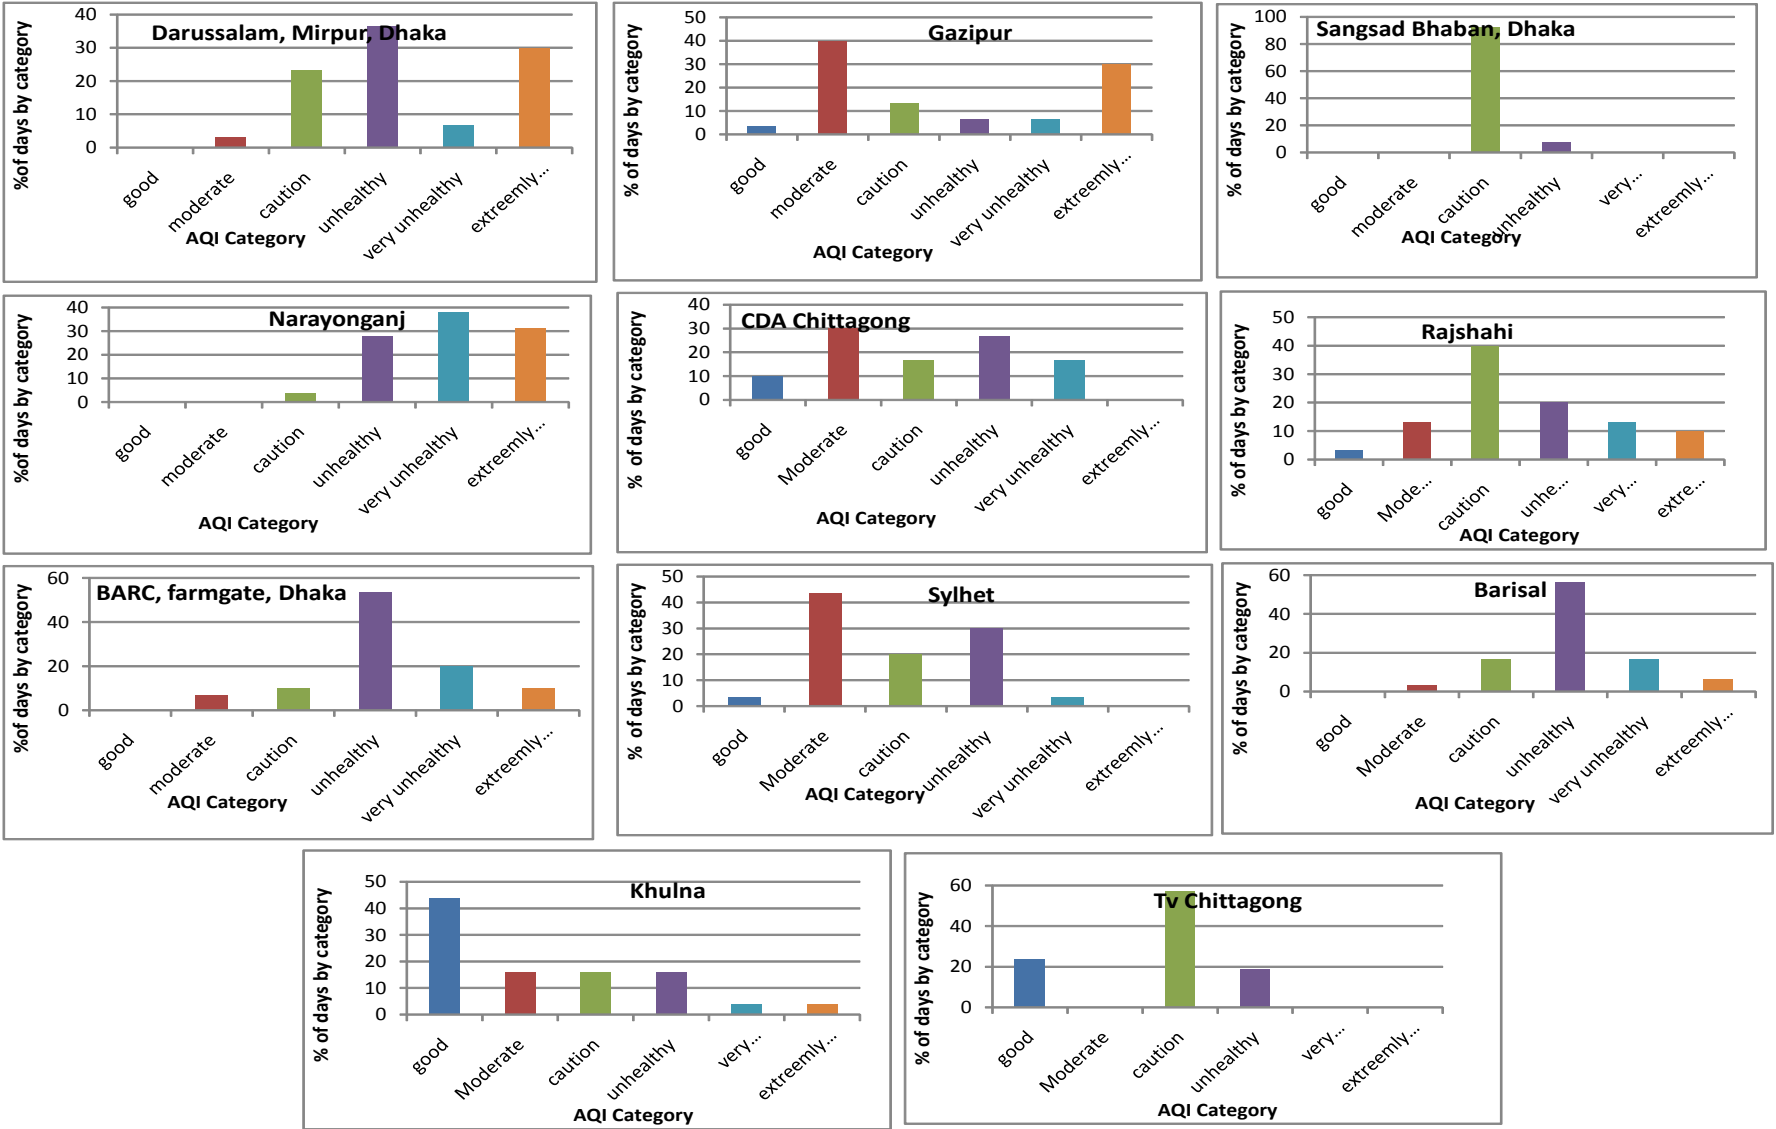 Darussalam, Mirpur, Dhaka
%of days by category
40
30
20
10
0
good
moderate
caution
unhealthy
very unhealthy
extreemly...
AQI Category
Gazipur
% of days by category
50
40
30
20
10
0
good
moderate
caution
unhealthy
very unhealthy
extreemly...
AQI Category
Sangsad Bhaban, Dhaka
% of days by category
100
80
60
40
20
0
good
moderate
caution
unhealthy
very...
extreemly...
AQI Category
Narayonganj
%of days by category
40
30
20
10
0
good
moderate
caution
unhealthy
very unhealthy
extreemly...
AQI Category
CDA Chittagong
% of days by category
40
30
20
10
0
good
Moderate
caution
unhealthy
very unhealthy
extreemly...
AQI Category
Rajshahi
% of days by category
50
40
30
20
10
0
good
Mode...
caution
unhe...
very...
extre...
AQI Category
BARC, farmgate, Dhaka
%of days by category
60
40
20
0
good
moderate
caution
unhealthy
very unhealthy
extreemly...
AQI Category
Sylhet
% of days by category
50
40
30
20
10
0
good
Moderate
caution
unhealthy
very unhealthy
extreemly...
AQI Category
Barisal
% of days by category
60
40
20
0
good
Moderate
caution
unhealthy
very unhealthy
extreemly...
AQI Category
Khulna
% of days by category
50
40
30
20
10
0
good
Moderate
caution
unhealthy
very...
extreemly...
AQI Category
Tv Chittagong
% of days by category
60
40
20
0
good
Moderate
caution
unhealthy
very...
extreemly...
AQI Category